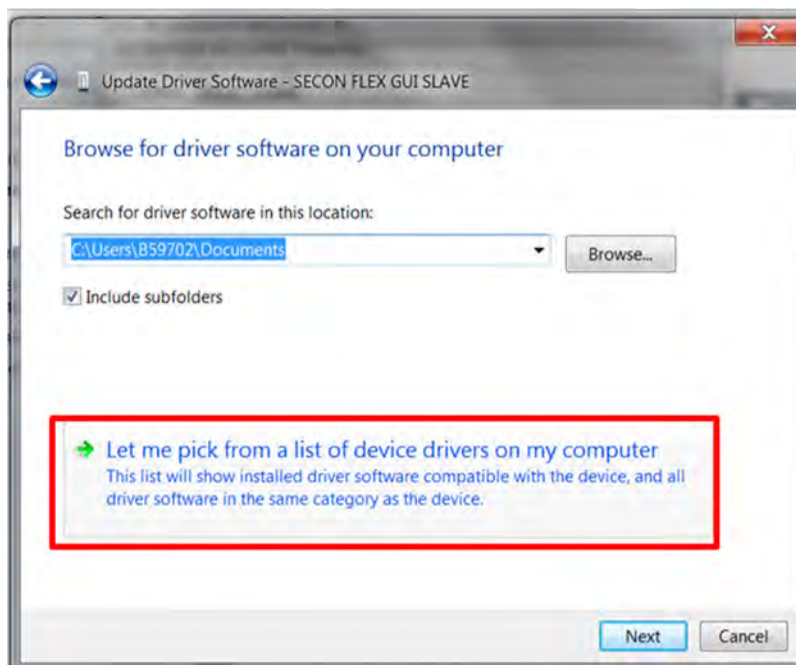 Update Driver Software - SECON FLEX GUI SLAVE
Browse for driver software on your computer
Search for driver software in this location:
C:\Users\B59702\Documents
Browse...
Include subfolders
Let me pick from a list of device drivers on my computer
This list will show installed driver software compatible with the device, and all
driver software in the same category as the device.
Next
Cancel